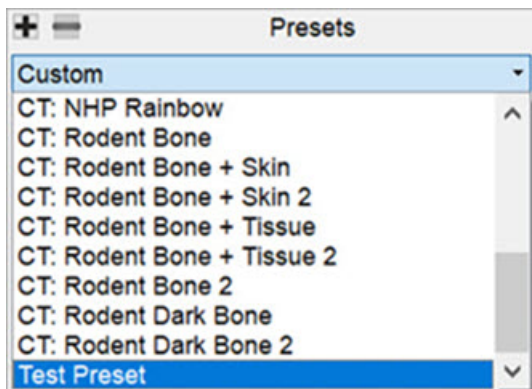 Presets
Custom
CT: NHP Rainbow
CT: Rodent Bone
CT: Rodent Bone + Skin
CT: Rodent Bone + Skin 2
CT: Rodent Bone + Tissue
CT: Rodent Bone + Tissue 2
CT: Rodent Bone 2
CT: Rodent Dark Bone
CT: Rodent Dark Bone 2
Test Preset